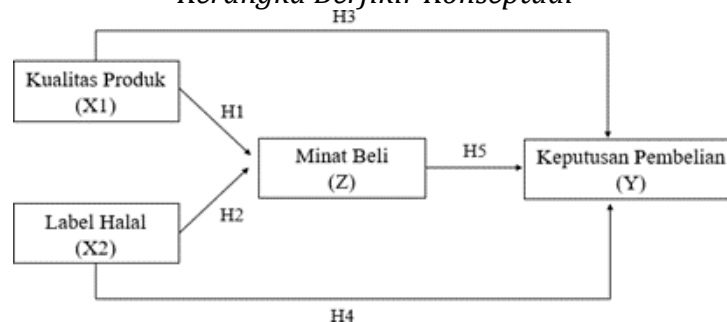 Kerangka Berfikir Konseptual
H3
Kualitas Produk
(X1)
H1
Minat Beli
(Z)
H5
Keputusan Pembelian
(Y)
H2
Label Halal
(X2)
H4